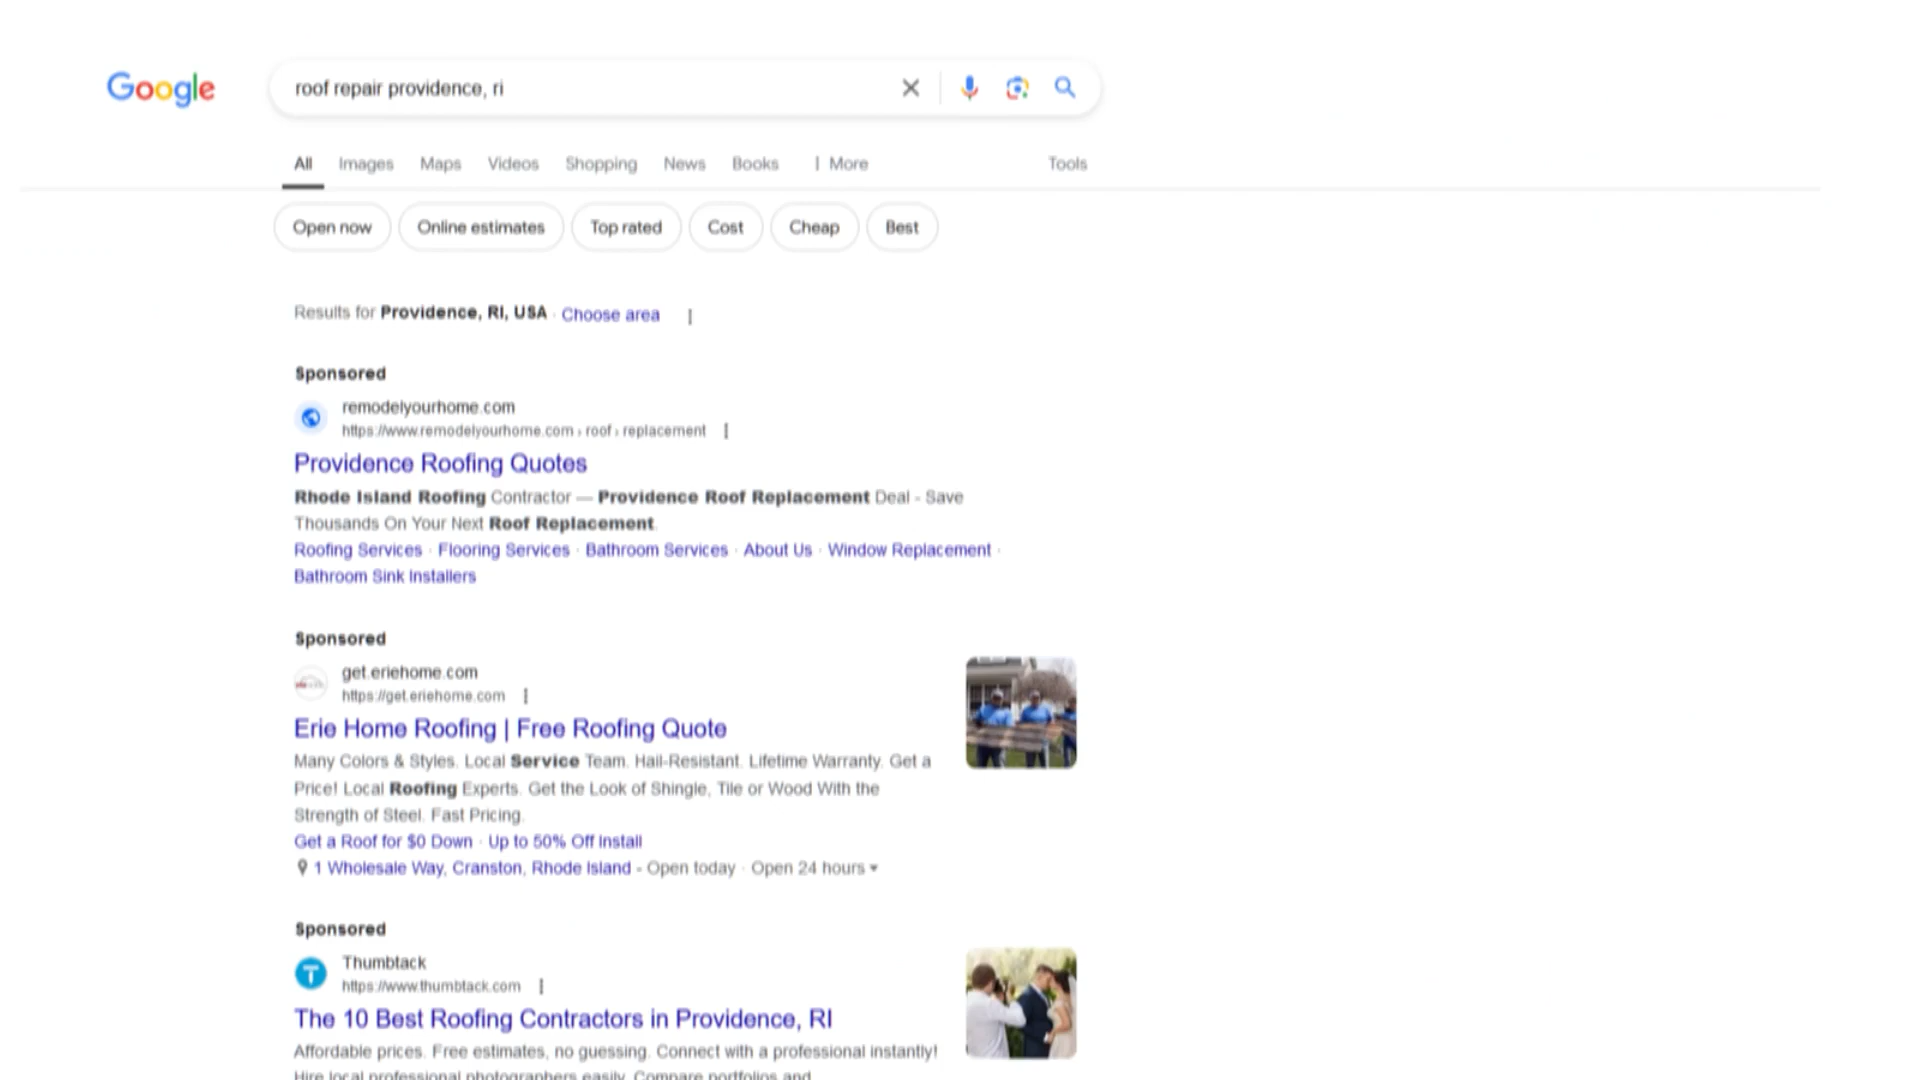 Google
roof repair providence, ri
All Images Maps Videos Shopping News Books More Tools
Open now Online estimates Top rated Cost Cheap Best
Results for Providence, RI, USA · Choose area
Sponsored
remodelyourhome.com
https://www.remodelyourhome.com › roof › replacement
Providence Roofing Quotes
Rhode Island Roofing Contractor — Providence Roof Replacement Deal - Save
Thousands On Your Next Roof Replacement.
Roofing Services · Flooring Services · Bathroom Services · About Us · Window Replacement ·
Bathroom Sink Installers
Sponsored
get.eriehome.com
https://get.eriehome.com
Erie Home Roofing | Free Roofing Quote
Many Colors & Styles. Local Service Team. Hail-Resistant. Lifetime Warranty. Get a
Price! Local Roofing Experts. Get the Look of Shingle, Tile or Wood With the
Strength of Steel. Fast Pricing.
Get a Roof for $0 Down · Up to 50% Off Install
1 Wholesale Way, Cranston, Rhode Island - Open today · Open 24 hours
Sponsored
T
Thumbtack
https://www.thumbtack.com
The 10 Best Roofing Contractors in Providence, RI
Affordable prices. Free estimates, no guessing. Connect with a professional instantly!
Hire local professional photographers easily. Compare portfolios and